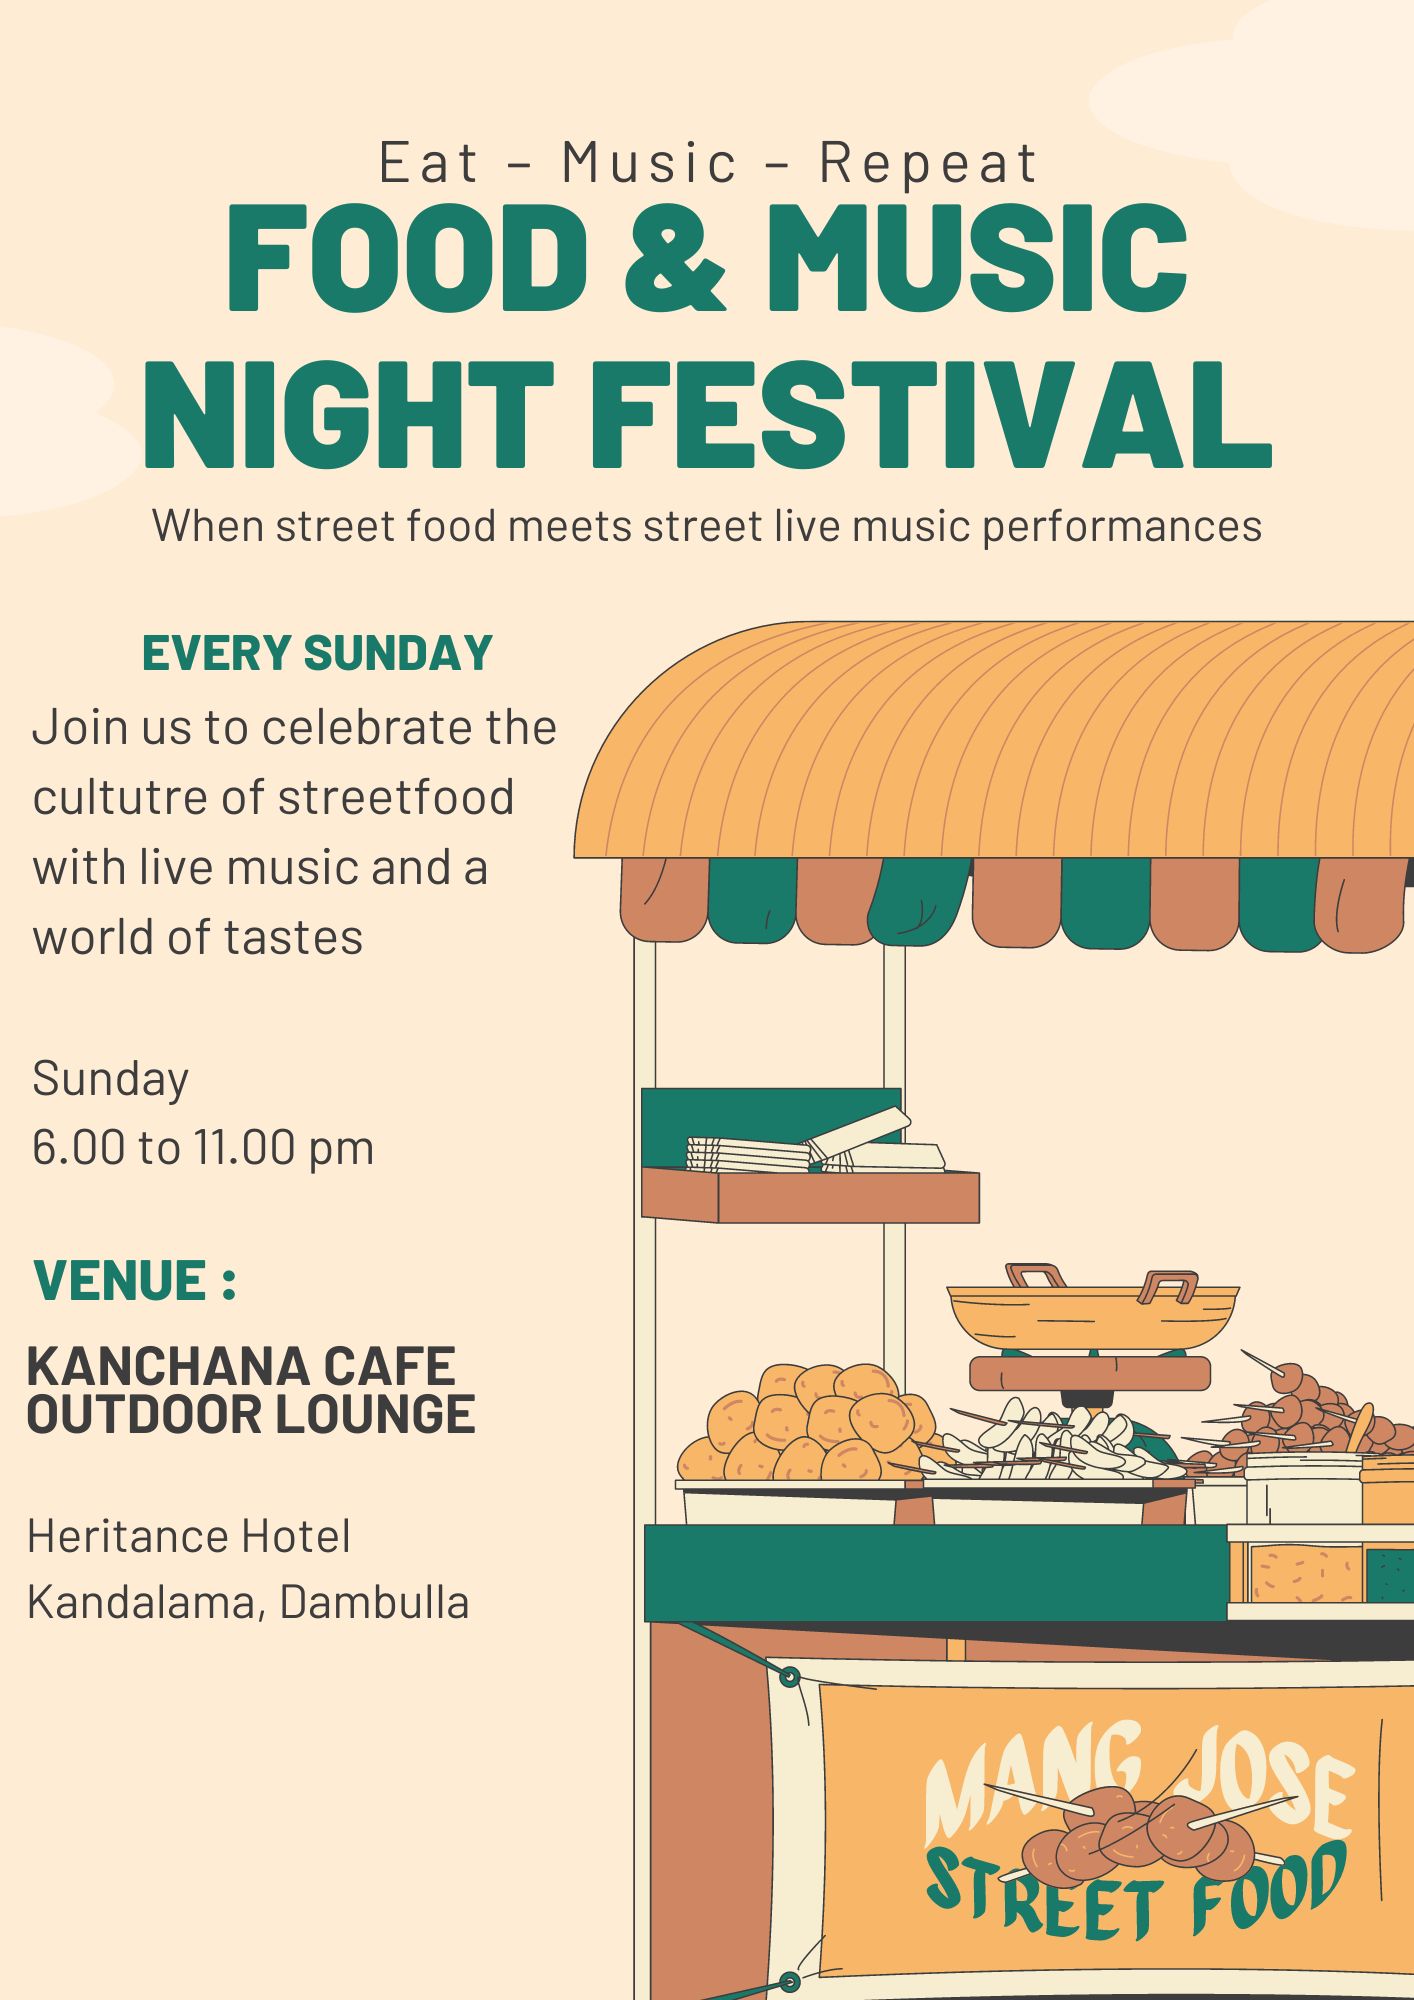 Eat – Music – Repeat
FOOD & MUSIC
NIGHT FESTIVAL
When street food meets street live music performances
EVERY SUNDAY
Join us to celebrate the
cultutre of streetfood
with live music and a
world of tastes
Sunday
6.00 to 11.00 pm
VENUE :
KANCHANA CAFE
OUTDOOR LOUNGE
Heritance Hotel
Kandalama, Dambulla
MANG JOSE
STREET FOOD